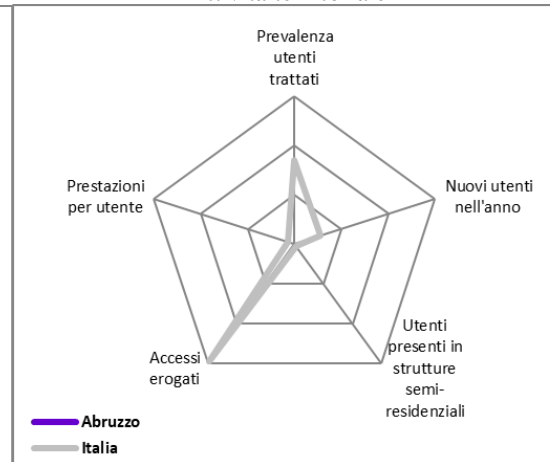 Prevalenza
utenti
trattati
Prestazioni
per utente
Nuovi utenti
nell'anno
Accessi
erogati
Utenti
presenti in
strutture
semi-
residenziali
Abruzzo
Italia